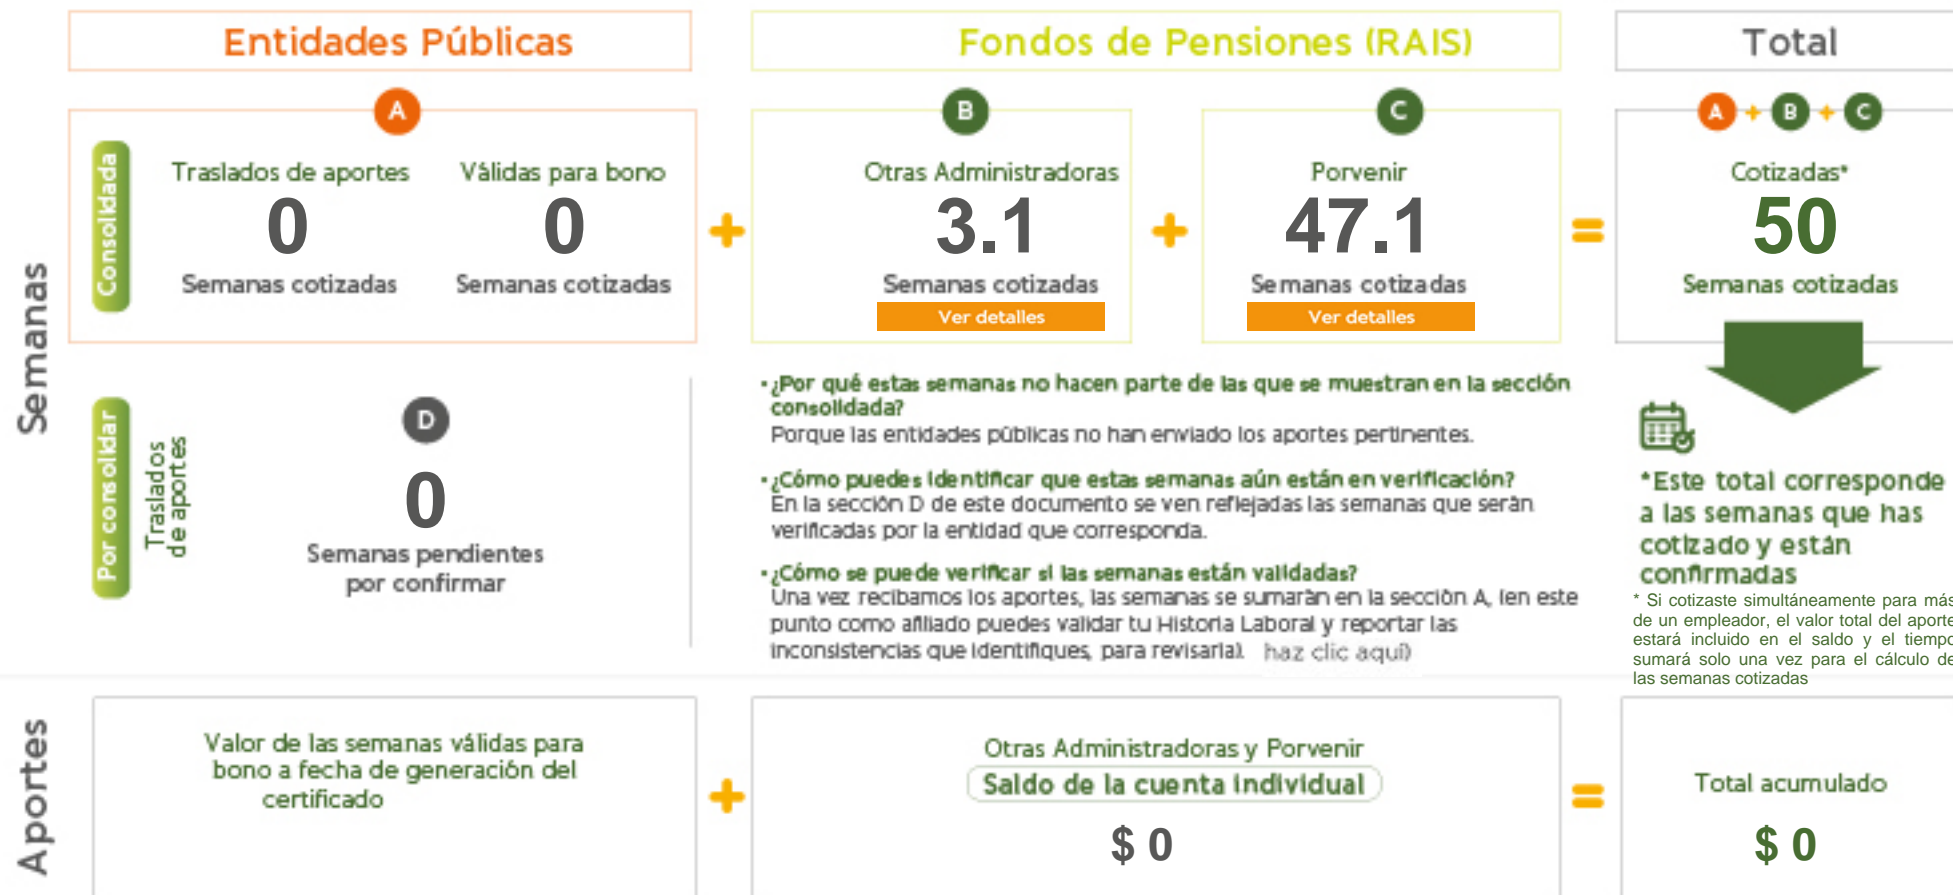 Entidades Públicas
Fondos de Pensiones (RAIS)
Total
Semanas
Consolidada
A
Traslados de aportes
0
Semanas cotizadas
Válidas para bono
0
Semanas cotizadas
+
B
Otras Administradoras
3.1
Semanas cotizadas
Ver detalles
+
C
Porvenir
47.1
Semanas cotizadas
Ver detalles
=
A + B + C
Cotizadas*
50
Semanas cotizadas
Por consolidar
Traslados
de aportes
D
0
Semanas pendientes
por confirmar
• ¿Por qué estas semanas no hacen parte de las que se muestran en la sección
consolidada?
Porque las entidades públicas no han enviado los aportes pertinentes.
• ¿Cómo puedes identificar que estas semanas aún están en verificación?
En la sección D de este documento se ven reflejadas las semanas que serán
verificadas por la entidad que corresponda.
• ¿Cómo se puede verificar si las semanas están validadas?
Una vez recibamos los aportes, las semanas se sumarán en la sección A, (en este
punto como afiliado puedes validar tu Historia Laboral y reportar las
inconsistencias que identifiques, para revisarla). haz clic aquí)
*Este total corresponde
a las semanas que has
cotizado y están
confirmadas
* Si cotizaste simultáneamente para más
de un empleador, el valor total del aporte
estará incluido en el saldo y el tiempo
sumará solo una vez para el cálculo de
las semanas cotizadas
Aportes
Valor de las semanas válidas para
bono a fecha de generación del
certificado
+
Otras Administradoras y Porvenir
Saldo de la cuenta individual
$ 0
=
Total acumulado
$ 0